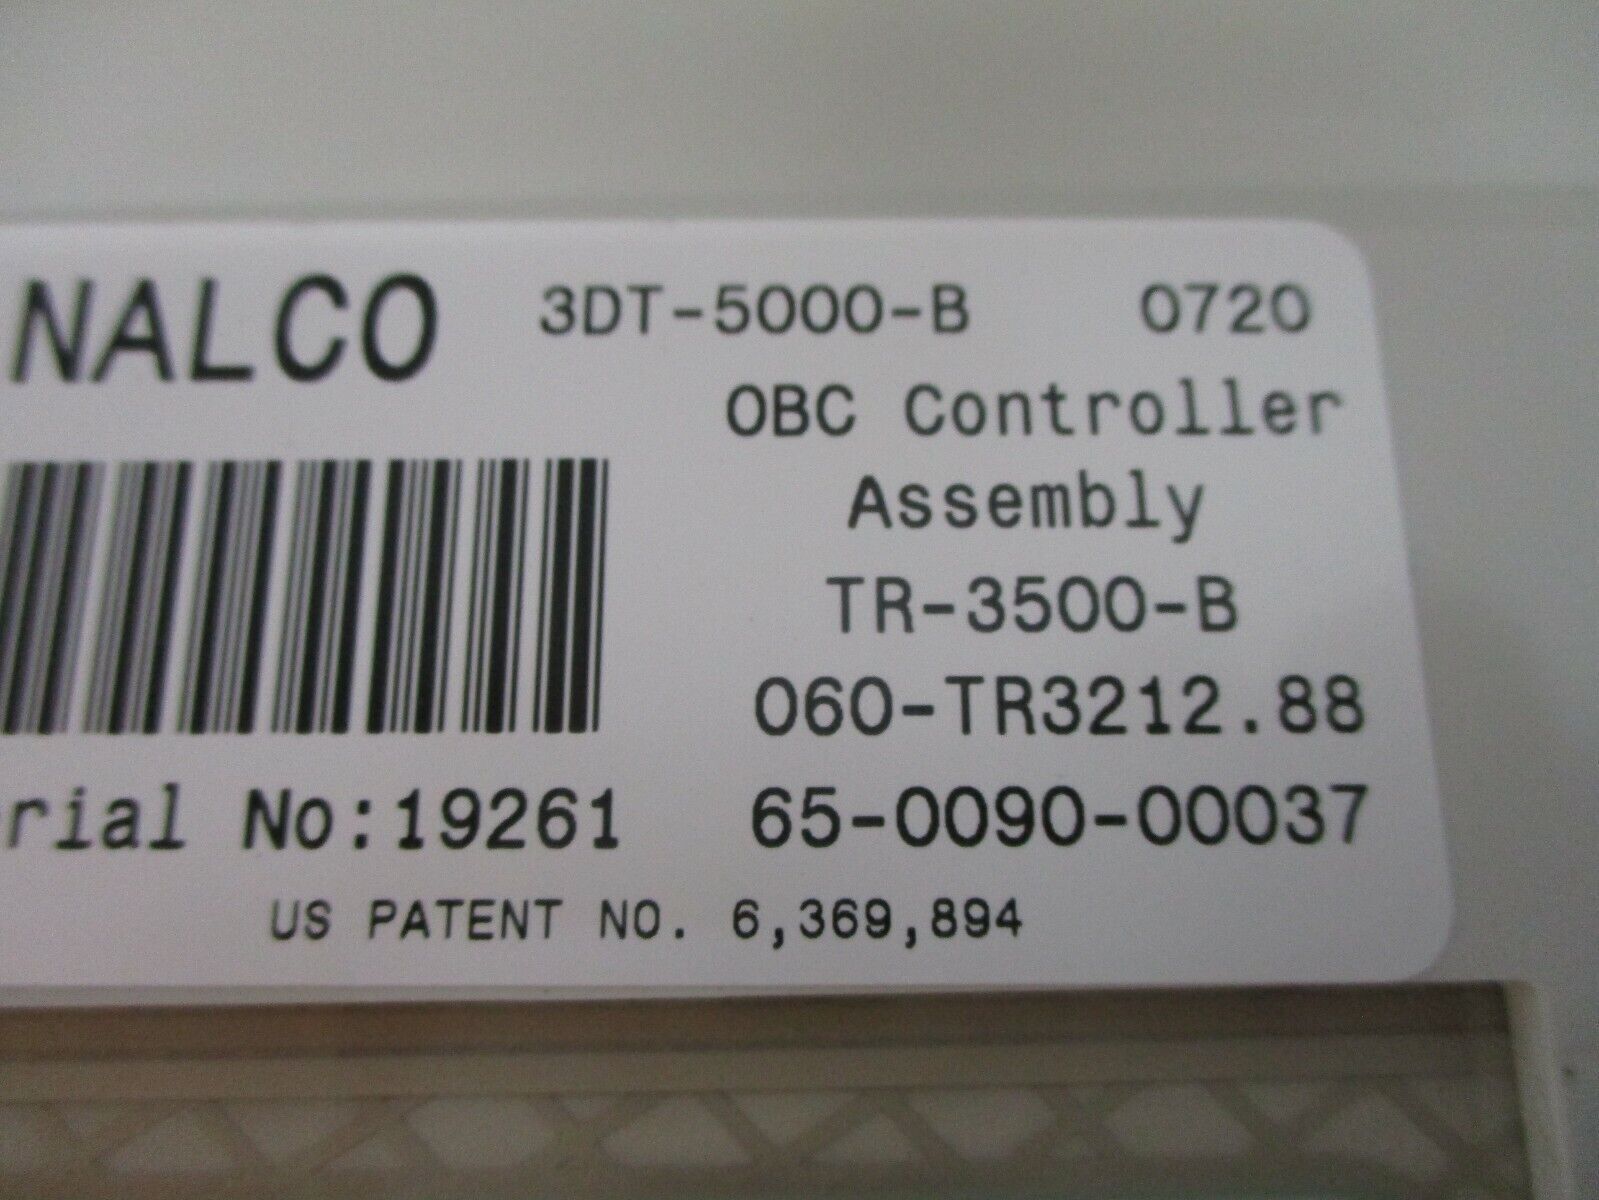 NALCO 3DT-5000-B 0720
OBC Controller
Assembly
TR-3500-B
060-TR3212.88
rial No:19261 65-0090-00037
US PATENT NO. 6,369,894